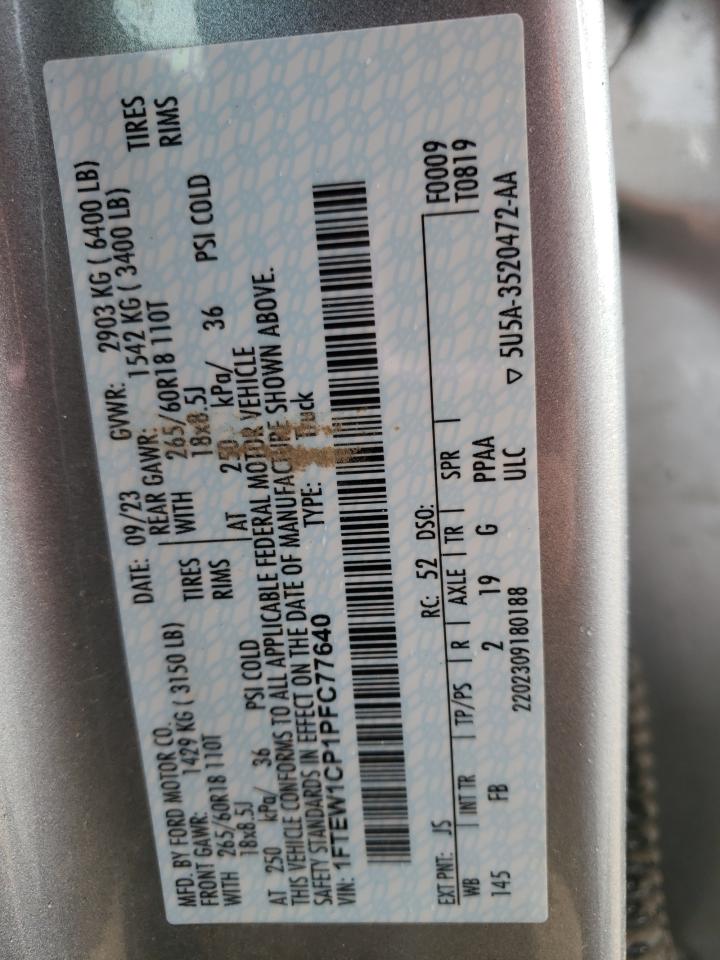 MFD. BY FORD MOTOR CO. DATE: 09/23 GVWR: 2903 KG ( 6400 LB)
FRONT GAWR: 1429 KG ( 3150 LB) REAR GAWR: 1542 KG ( 3400 LB)
WITH 265/60R18 110T TIRES WITH 265/60R18 110T TIRES
18x8.5J RIMS 18x8.5J RIMS
AT 250 kPa/ 36 PSI COLD AT 250 kPa/ 36 PSI COLD
THIS VEHICLE CONFORMS TO ALL APPLICABLE FEDERAL MOTOR VEHICLE
SAFETY STANDARDS IN EFFECT ON THE DATE OF MANUFACTURE SHOWN ABOVE.
VIN: 1FTEW1CP1PFC77640 TYPE: Truck
F0009
T0819
EXT PNT: JS RC: 52 DSO:
WB INT TR TP/PS R AXLE TR SPR
145 FB 2 19 G PPAA
2202309180188 ULC ▽ 5U5A-3520472-AA